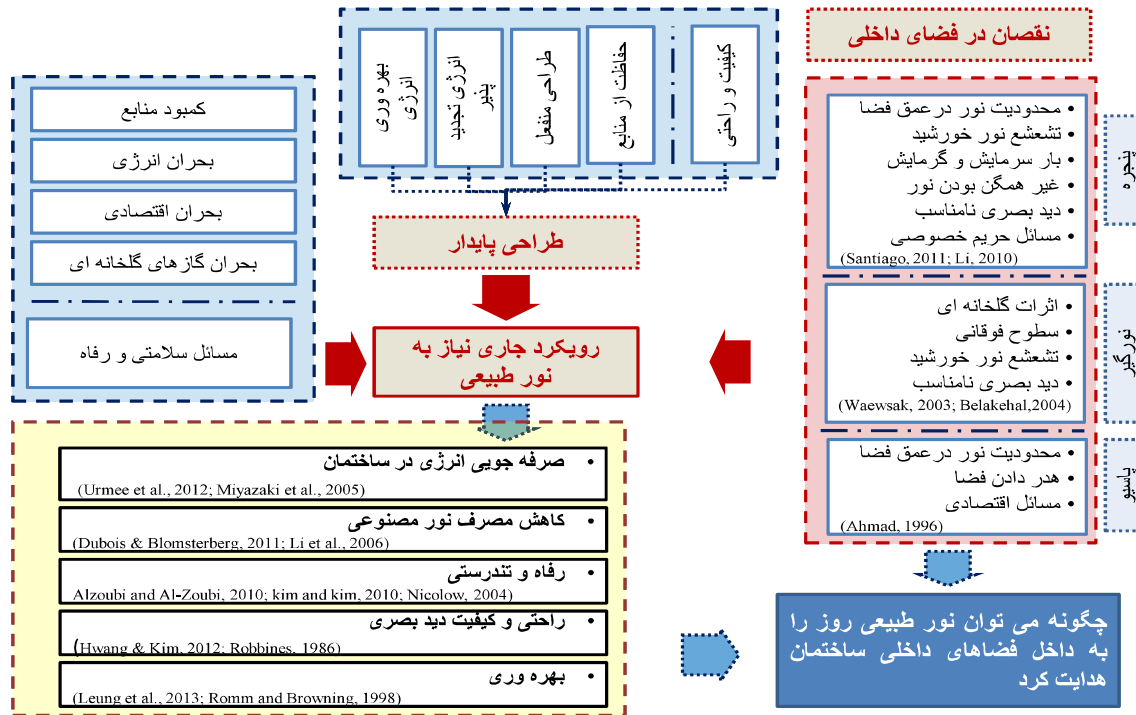 نقصان در فضای داخلی
محدودیت نور درعمق فضا
تشعشع نور خورشید
بار سرمایش و گرمایش
غیر همگن بودن نور
دید بصری نامناسب
مسائل حریم خصوصی
(Santiago, 2011; Li, 2010)
پنجره
اثرات گلخانه ای
سطوح فوقانی
تشعشع نور خورشید
دید بصری نامناسب
(Waewsak, 2003; Belakehal,2004)
نورگیر
محدودیت نور درعمق فضا
هدر دادن فضا
مسائل اقتصادی
(Ahmad, 1996)
پاسیو
کیفیت و راحتی
حفاظت از منابع
طراحی منفعل
انرژی تجدید
پذیر
بهره وری
انرژی
طراحی پایدار
رویکرد جاری نیاز به
نور طبیعی
کمبود منابع
بحران انرژی
بحران اقتصادی
بحران گازهای گلخانه ای
مسائل سلامتی و رفاه
صرفه جویی انرژی در ساختمان
(Urmee et al., 2012; Miyazaki et al., 2005)
کاهش مصرف نور مصنوعی
(Dubois & Blomsterberg, 2011; Li et al., 2006)
رفاه و تندرستی
Alzoubi and Al-Zoubi, 2010; kim and kim, 2010; Nicolow, 2004)
راحتی و کیفیت دید بصری
(Hwang & Kim, 2012; Robbines, 1986)
بهره وری
(Leung et al., 2013; Romm and Browning, 1998)
چگونه می توان نور طبیعی روز را
به داخل فضاهای داخلی ساختمان
هدایت کرد